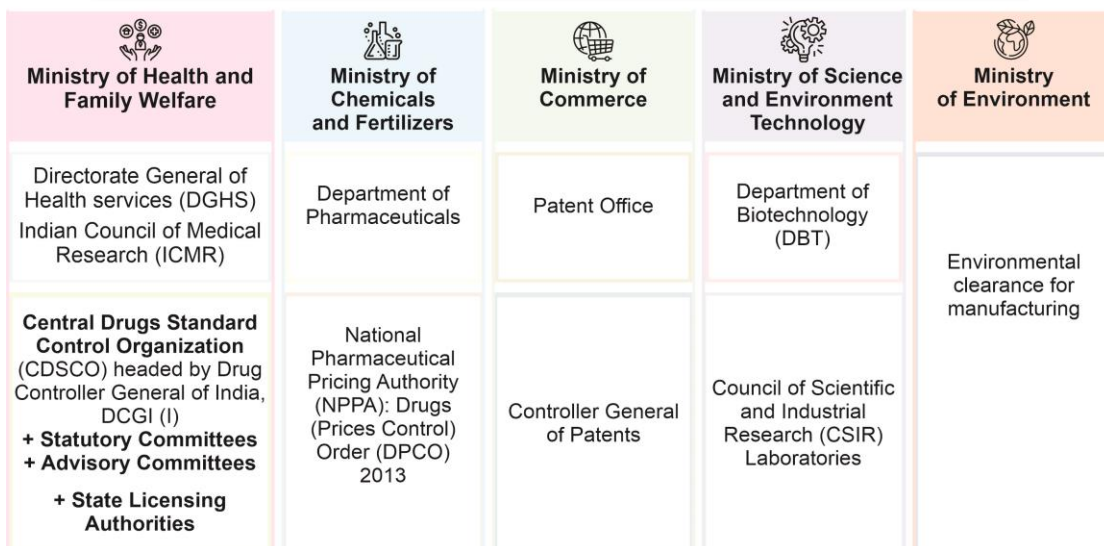 Ministry of Health and
Family Welfare
Directorate General of
Health services (DGHS)
Indian Council of Medical
Research (ICMR)
Central Drugs Standard
Control Organization
(CDSCO) headed by Drug
Controller General of India,
DCGI (I)
+ Statutory Committees
+ Advisory Committees
+ State Licensing
Authorities
Ministry of
Chemicals
and Fertilizers
Department of
Pharmaceuticals
National
Pharmaceutical
Pricing Authority
(NPPA): Drugs
(Prices Control)
Order (DPCO)
2013
Ministry of
Commerce
Patent Office
Controller General
of Patents
Ministry of Science
and Environment
Technology
Department of
Biotechnology
(DBT)
Council of Scientific
and Industrial
Research (CSIR)
Laboratories
Ministry
of Environment
Environmental
clearance for
manufacturing